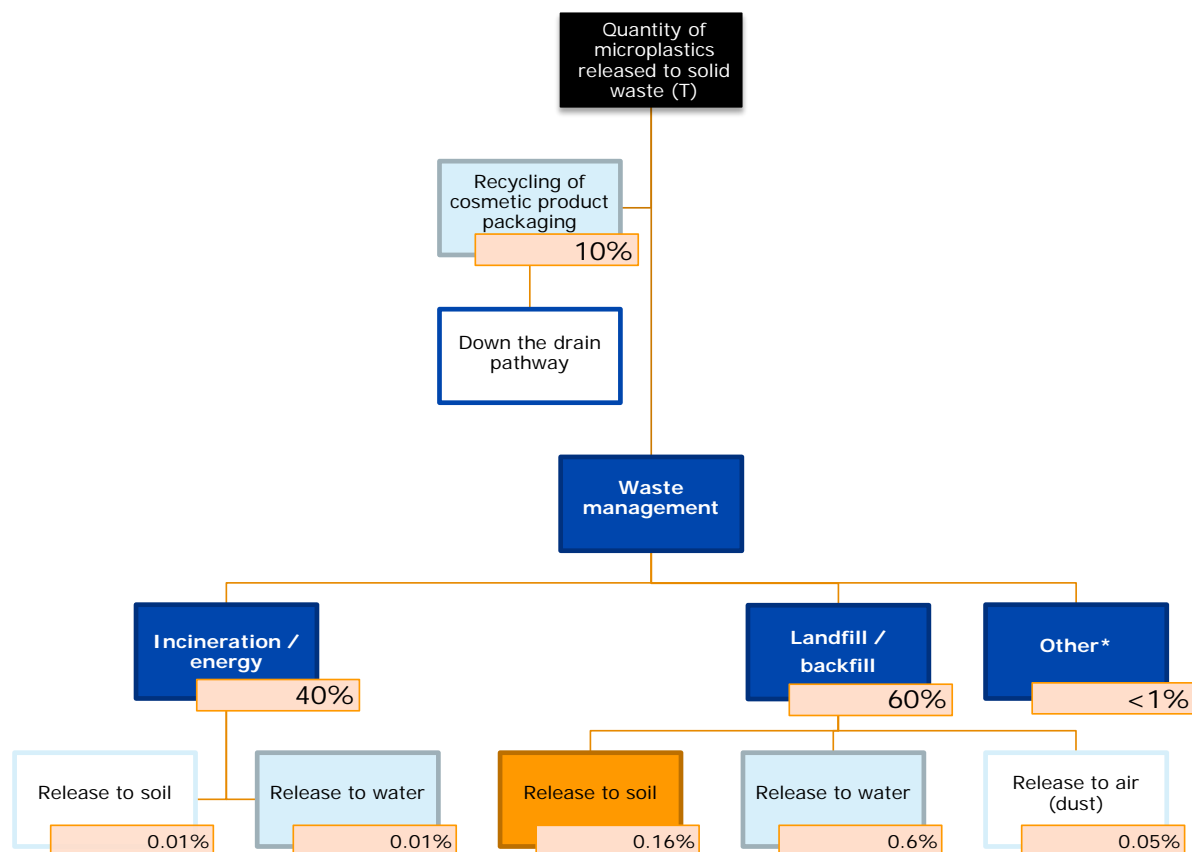 Quantity of
microplastics
released to solid
waste (T)
Recycling of
cosmetic product
packaging
10%
Down the drain
pathway
Waste
management
Incineration /
energy
40%
Landfill /
backfill
60%
Other*
<1%
Release to soil
0.01%
Release to water
0.01%
Release to soil
0.16%
Release to water
0.6%
Release to air
(dust)
0.05%